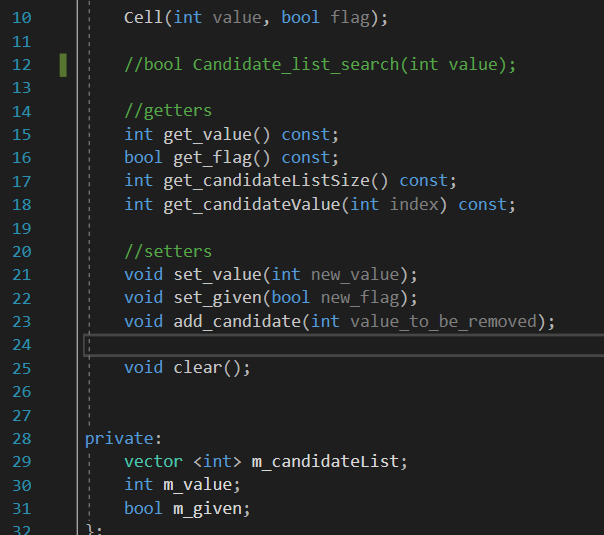 10 Cell(int value, bool flag);
11
12 //bool Candidate_list_search(int value);
13
14 //getters
15 int get_value() const;
16 bool get_flag() const;
17 int get_candidateListSize() const;
18 int get_candidateValue(int index) const;
19
20 //setters
21 void set_value(int new_value);
22 void set_given(bool new_flag);
23 void add_candidate(int value_to_be_removed);
24
25 void clear();
26
27
28 private:
29 vector <int> m_candidateList;
30 int m_value;
31 bool m_given;
32 };